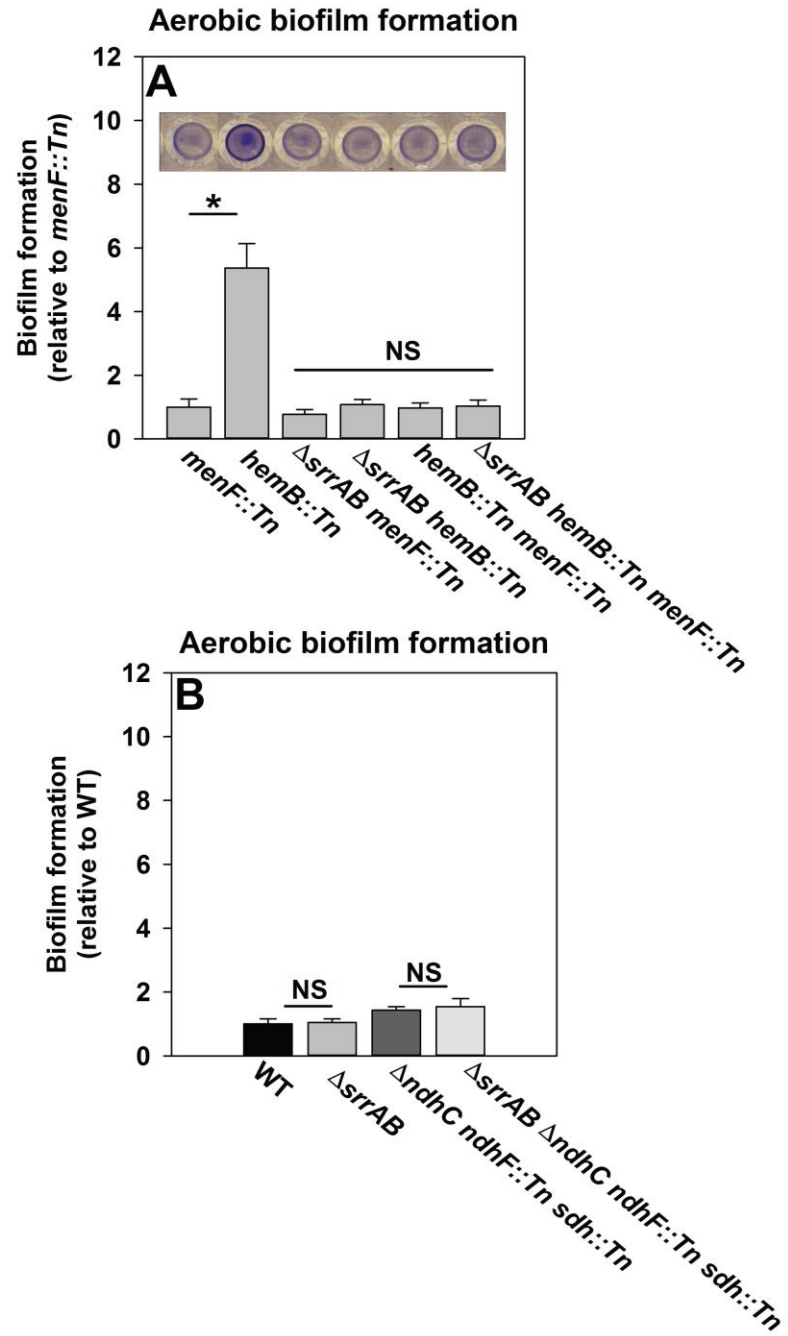 Aerobic biofilm formation
A
12
10
8
6
4
2
0
Biofilm formation
(relative to menF::Tn)
*
NS
menF::Tn
hemB::Tn
ΔsrrAB menF::Tn
ΔsrrAB hemB::Tn
hemB::Tn menF::Tn
ΔsrrAB hemB::Tn menF::Tn
Aerobic biofilm formation
B
12
10
8
6
4
2
0
Biofilm formation
(relative to WT)
NS
NS
WT
ΔsrrAB
ΔndhC ndhF::Tn sdh::Tn
ΔsrrAB ΔndhC ndhF::Tn sdh::Tn